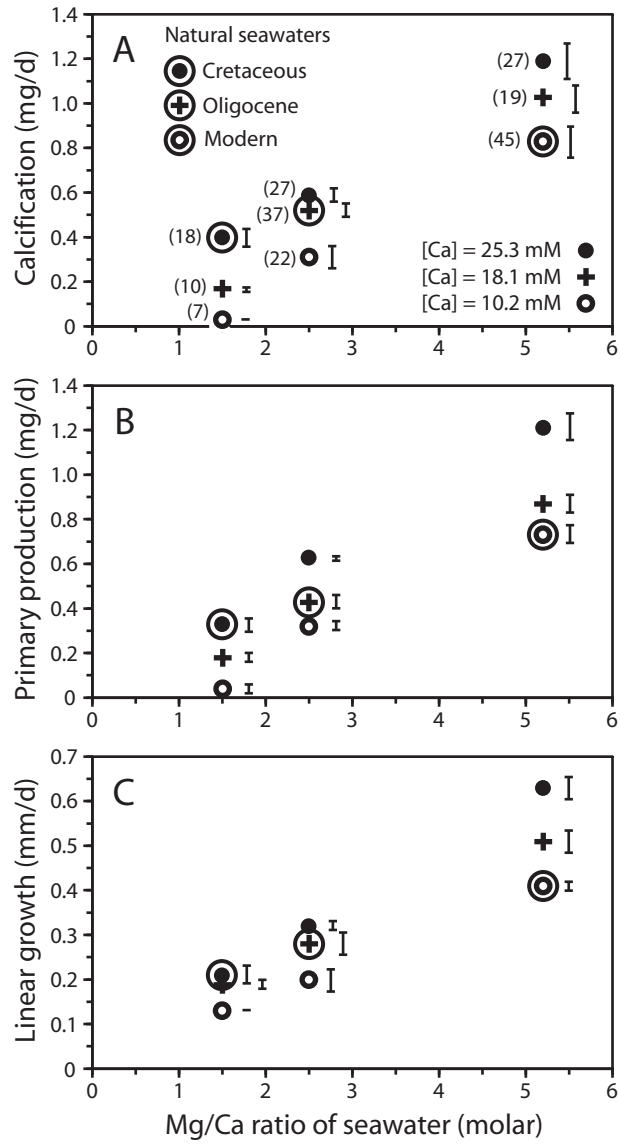 1.4
A
Natural seawaters
Cretaceous
Oligocene
Modern
(27)
(19)
(45)
1.2
1.0
0.8
0.6
0.4
0.2
0
Calcification (mg/d)
(27)
(37)
(22)
(18)
(10)
(7)
[Ca] = 25.3 mM
[Ca] = 18.1 mM
[Ca] = 10.2 mM
0 1 2 3 4 5 6
1.4
B
1.2
1.0
0.8
0.6
0.4
0.2
0
Primary production (mg/d)
0 1 2 3 4 5 6
0.7
C
0.6
0.5
0.4
0.3
0.2
0.1
0
Linear growth (mm/d)
0 1 2 3 4 5 6
Mg/Ca ratio of seawater (molar)